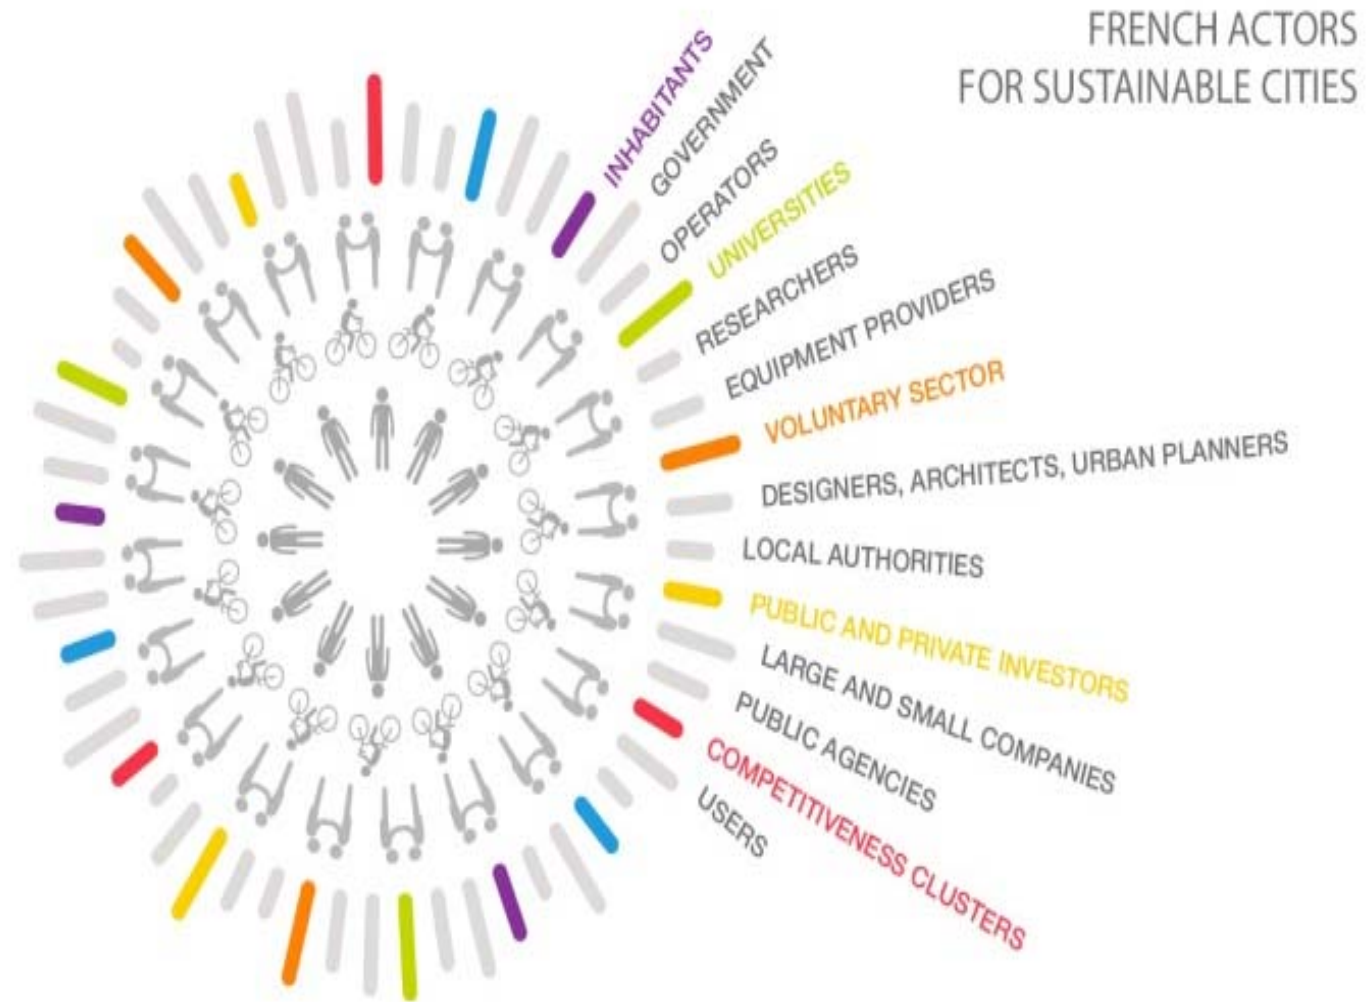 FRENCH ACTORS
FOR SUSTAINABLE CITIES
INHABITANTS
GOVERNMENT
OPERATORS
UNIVERSITIES
RESEARCHERS
EQUIPMENT PROVIDERS
VOLUNTARY SECTOR
DESIGNERS, ARCHITECTS, URBAN PLANNERS
LOCAL AUTHORITIES
PUBLIC AND PRIVATE INVESTORS
LARGE AND SMALL COMPANIES
PUBLIC AGENCIES
COMPETITIVENESS CLUSTERS
USERS